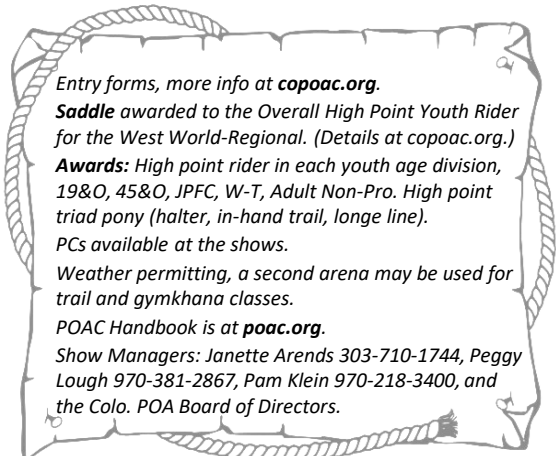 Entry forms, more info at copoac.org.
Saddle awarded to the Overall High Point Youth Rider
for the West World-Regional. (Details at copoac.org.)
Awards: High point rider in each youth age division,
19&O, 45&O, JPFC, W-T, Adult Non-Pro. High point
triad pony (halter, in-hand trail, longe line).
PCs available at the shows.
Weather permitting, a second arena may be used for
trail and gymkhana classes.
POAC Handbook is at poac.org.
Show Managers: Janette Arends 303-710-1744, Peggy
Lough 970-381-2867, Pam Klein 970-218-3400, and
the Colo. POA Board of Directors.